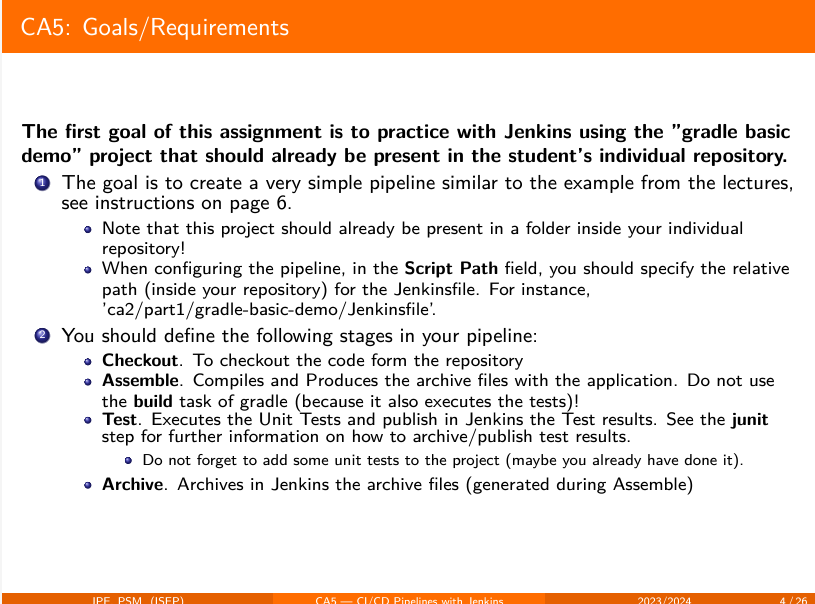 CA5: Goals/Requirements
The first goal of this assignment is to practice with Jenkins using the ”gradle basic
demo” project that should already be present in the student's individual repository.
1 The goal is to create a very simple pipeline similar to the example from the lectures,
see instructions on page 6.
Note that this project should already be present in a folder inside your individual
repository!
When configuring the pipeline, in the Script Path field, you should specify the relative
path (inside your repository) for the Jenkinsfile. For instance,
'ca2/part1/gradle-basic-demo/Jenkinsfile'.
2 You should define the following stages in your pipeline:
Checkout. To checkout the code form the repository
Assemble. Compiles and Produces the archive files with the application. Do not use
the build task of gradle (because it also executes the tests)!
Test. Executes the Unit Tests and publish in Jenkins the Test results. See the junit
step for further information on how to archive/publish test results.
Do not forget to add some unit tests to the project (maybe you already have done it).
Archive. Archives in Jenkins the archive files (generated during Assemble)
JPE, PSM (ISEP) CA5 — CI/CD Pipelines with Jenkins 2023/2024 4 / 26